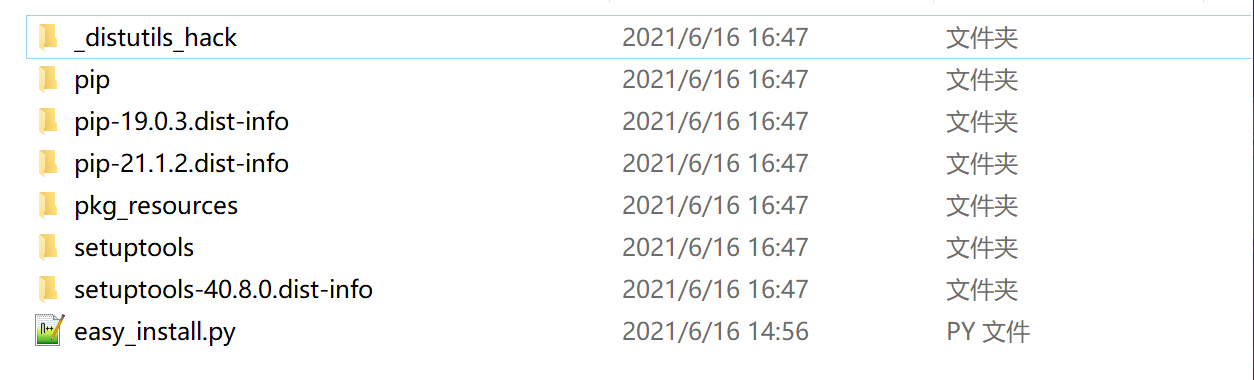 _distutils_hack 2021/6/16 16:47 文件夹
pip 2021/6/16 16:47 文件夹
pip-19.0.3.dist-info 2021/6/16 16:47 文件夹
pip-21.1.2.dist-info 2021/6/16 16:47 文件夹
pkg_resources 2021/6/16 16:47 文件夹
setuptools 2021/6/16 16:47 文件夹
setuptools-40.8.0.dist-info 2021/6/16 16:47 文件夹
easy_install.py 2021/6/16 14:56 PY 文件